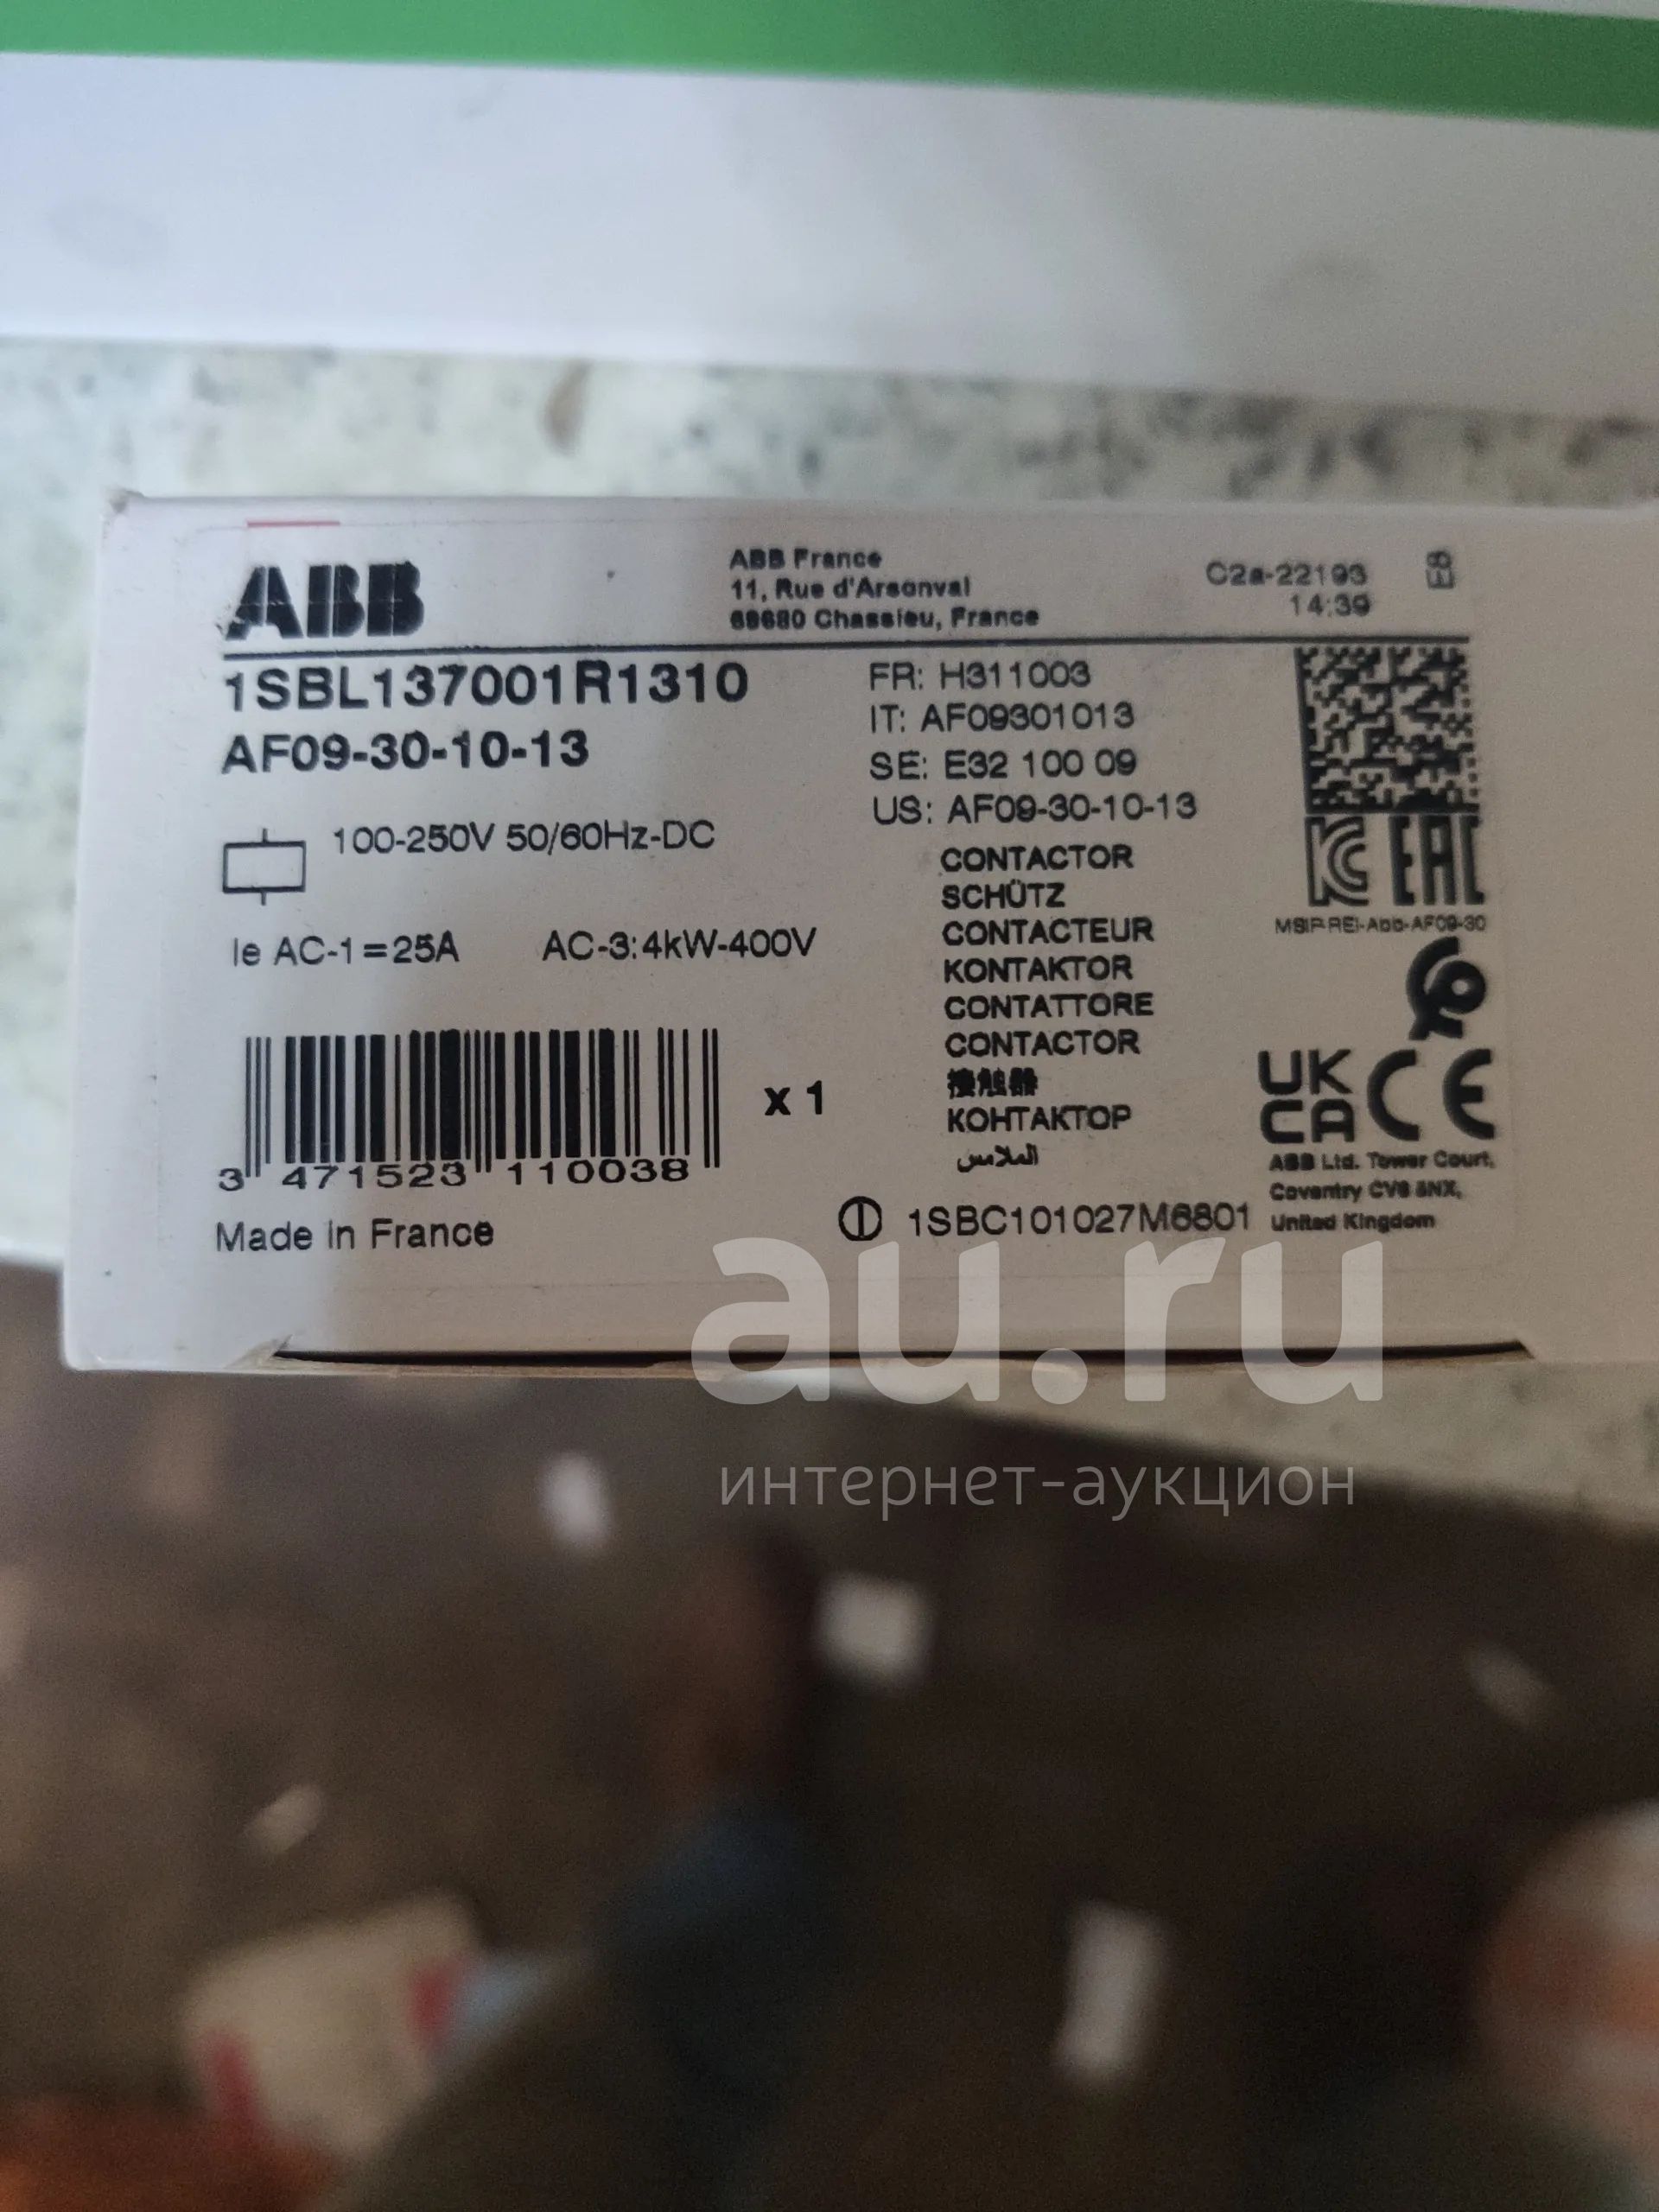 ABB
ABB France
11, Rue d'Arsonval
69680 Chassieu, France
C2a-22193
14:39
E8
1SBL137001R1310
AF09-30-10-13
100-250V 50/60Hz-DC
Ie AC-1=25A AC-3:4kW-400V
FR: H311003
IT: AF09301013
SE: E32 100 09
US: AF09-30-10-13
CONTACTOR
SCHÜTZ
CONTACTEUR
KONTAKTOR
CONTATTORE
CONTACTOR
接触器
КОНТАКТОР
الملامس
EAC
MSIP-REI-Abb-AF09-30
UK
CA
CE
ABB Ltd. Tower Court,
Coventry CV6 5NX,
United Kingdom
x 1
3 471523 110038
Made in France
1SBC101027M6801
au.ru
интернет-аукцион